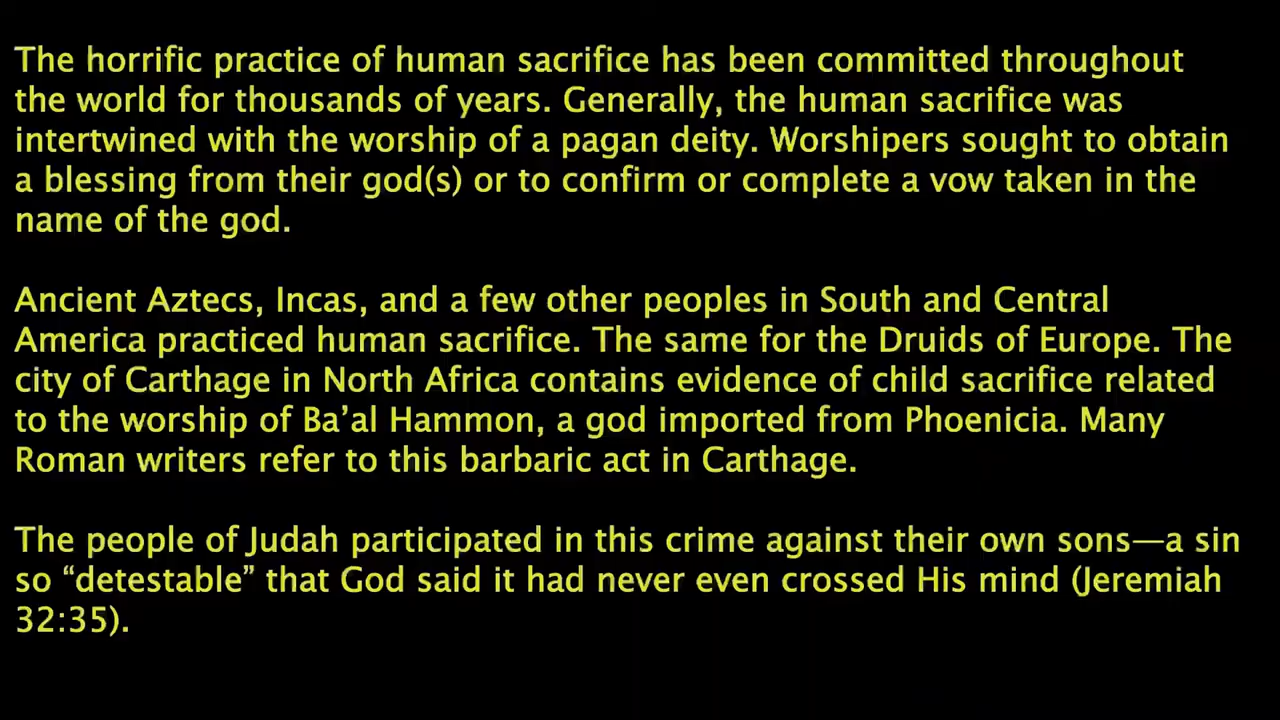 The horrific practice of human sacrifice has been committed throughout
the world for thousands of years. Generally, the human sacrifice was
intertwined with the worship of a pagan deity. Worshipers sought to obtain
a blessing from their god(s) or to confirm or complete a vow taken in the
name of the god.
Ancient Aztecs, Incas, and a few other peoples in South and Central
America practiced human sacrifice. The same for the Druids of Europe. The
city of Carthage in North Africa contains evidence of child sacrifice related
to the worship of Ba’al Hammon, a god imported from Phoenicia. Many
Roman writers refer to this barbaric act in Carthage.
The people of Judah participated in this crime against their own sons—a sin
so “detestable” that God said it had never even crossed His mind (Jeremiah
32:35).